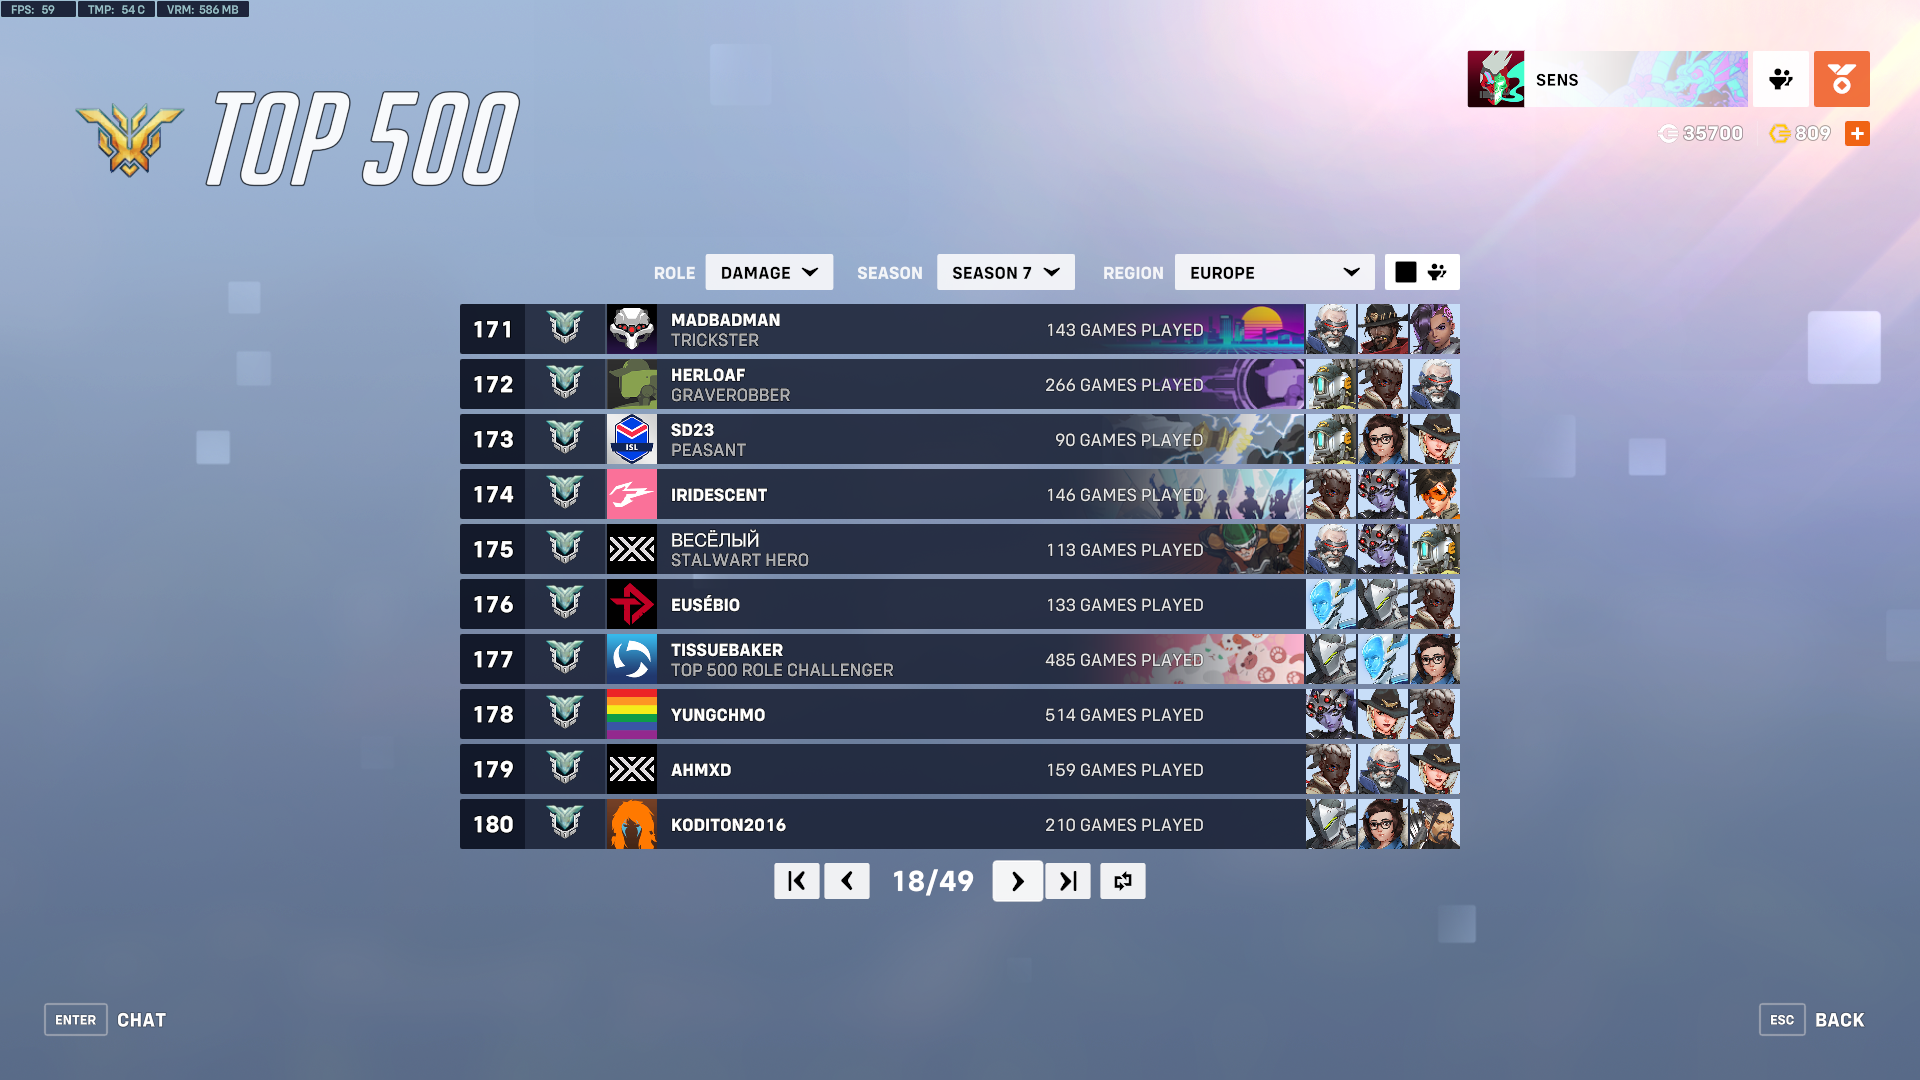 FPS: 59 TMP: 54 C VRM: 586 MB
TOP 500
SENS
35700 809
ROLE DAMAGE SEASON SEASON 7 REGION EUROPE
171 MADBADMAN 143 GAMES PLAYED
TRICKSTER
172 HERLOAF 266 GAMES PLAYED
GRAVEROBBER
173 ISL SD23 90 GAMES PLAYED
PEASANT
174 IRIDESCENT 146 GAMES PLAYED
175 ВЕСЁЛЫЙ 113 GAMES PLAYED
STALWART HERO
176 EUSÉBIO 133 GAMES PLAYED
177 TISSUEBAKER 485 GAMES PLAYED
TOP 500 ROLE CHALLENGER
178 YUNGCHMO 514 GAMES PLAYED
179 AHMXD 159 GAMES PLAYED
180 KODITON2016 210 GAMES PLAYED
18/49
ENTER CHAT
ESC BACK